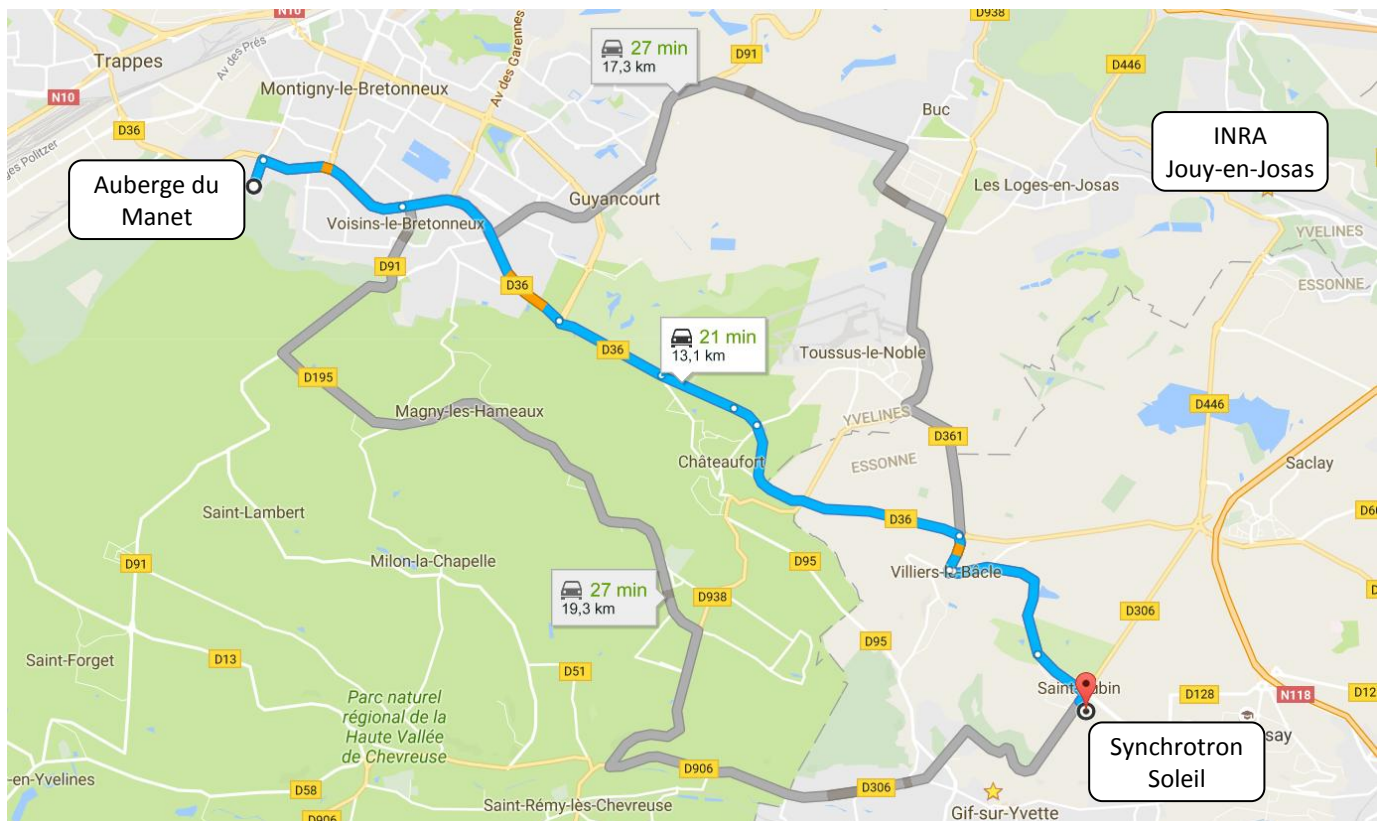 N10
N10
D938
Trappes
Av des Prés
Av des Garennes
27 min
17,3 km
D91
D446
Montigny-le-Bretonneux
Buc
INRA
Jouy-en-Josas
N10
D36
Politzer
Auberge du
Manet
Les Loges-en-Josas
Guyancourt
Voisins-le-Bretonneux
YVELINES
ESSONNE
D91
D36
21 min
13,1 km
D36
Toussus-le-Noble
D195
Magny-les-Hameaux
YVELINES
D446
D361
Châteaufort
ESSONNE
Saclay
Saint-Lambert
D36
D91
Milon-la-Chapelle
D95
Villiers-le-Bâcle
27 min
19,3 km
D938
D306
D95
Saint-Forget
D13
D51
Saint-Aubin
D128
N118
Parc naturel
régional de la
Haute Vallée
de Chevreuse
Synchrotron
Soleil
say
-en-Yvelines
D906
D58
D306
Saint-Rémy-lès-Chevreuse
Gif-sur-Yvette
D906